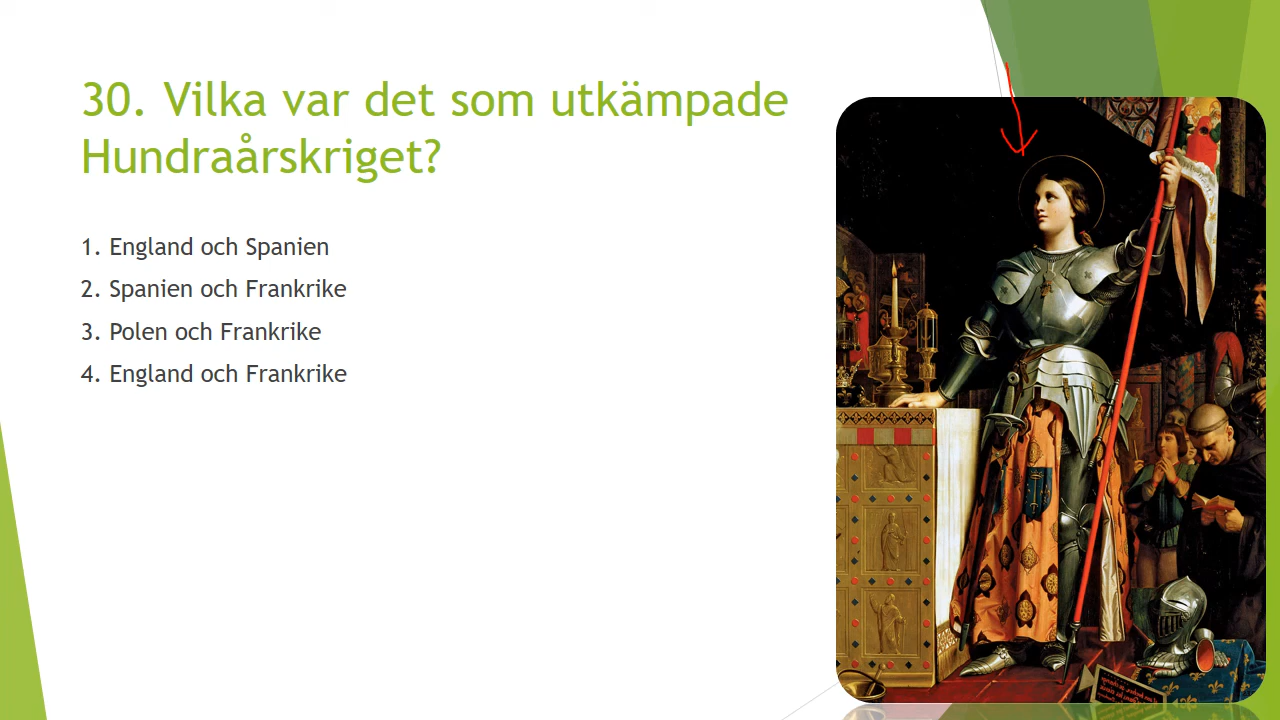 30. Vilka var det som utkämpade
Hundraårskriget?
1. England och Spanien
2. Spanien och Frankrike
3. Polen och Frankrike
4. England och Frankrike